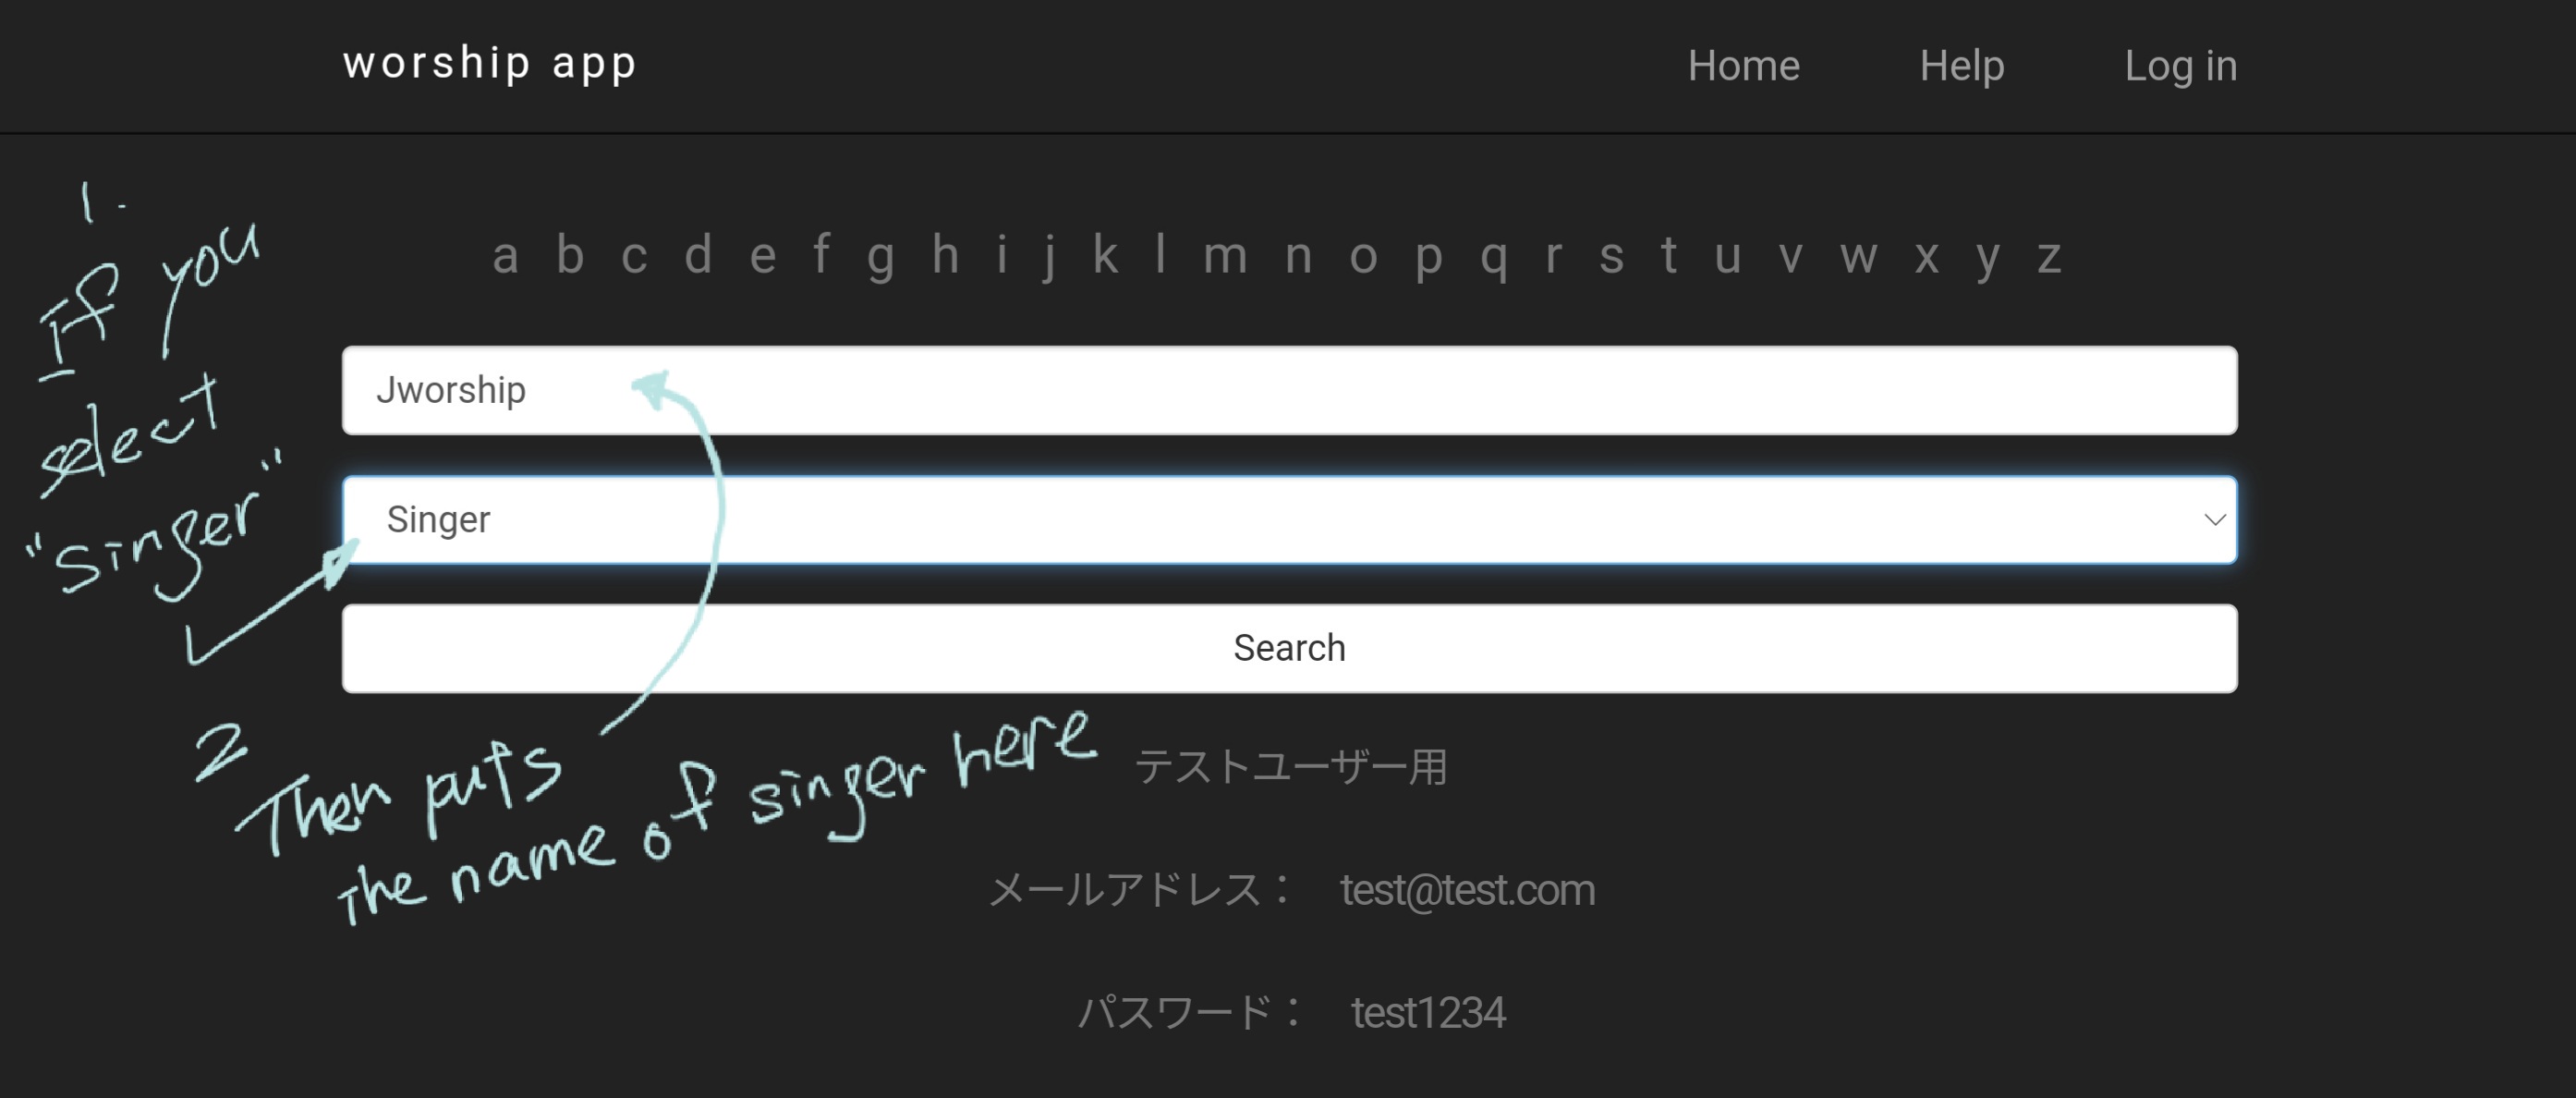 worship app
Home Help Log in
1.
If you
select
"singer"
a b c d e f g h i j k l m n o p q r s t u v w x y z
Jworship
Singer
Search
2
Then puts
the name of singer here
テストユーザー用
メールアドレス： test@test.com
パスワード： test1234